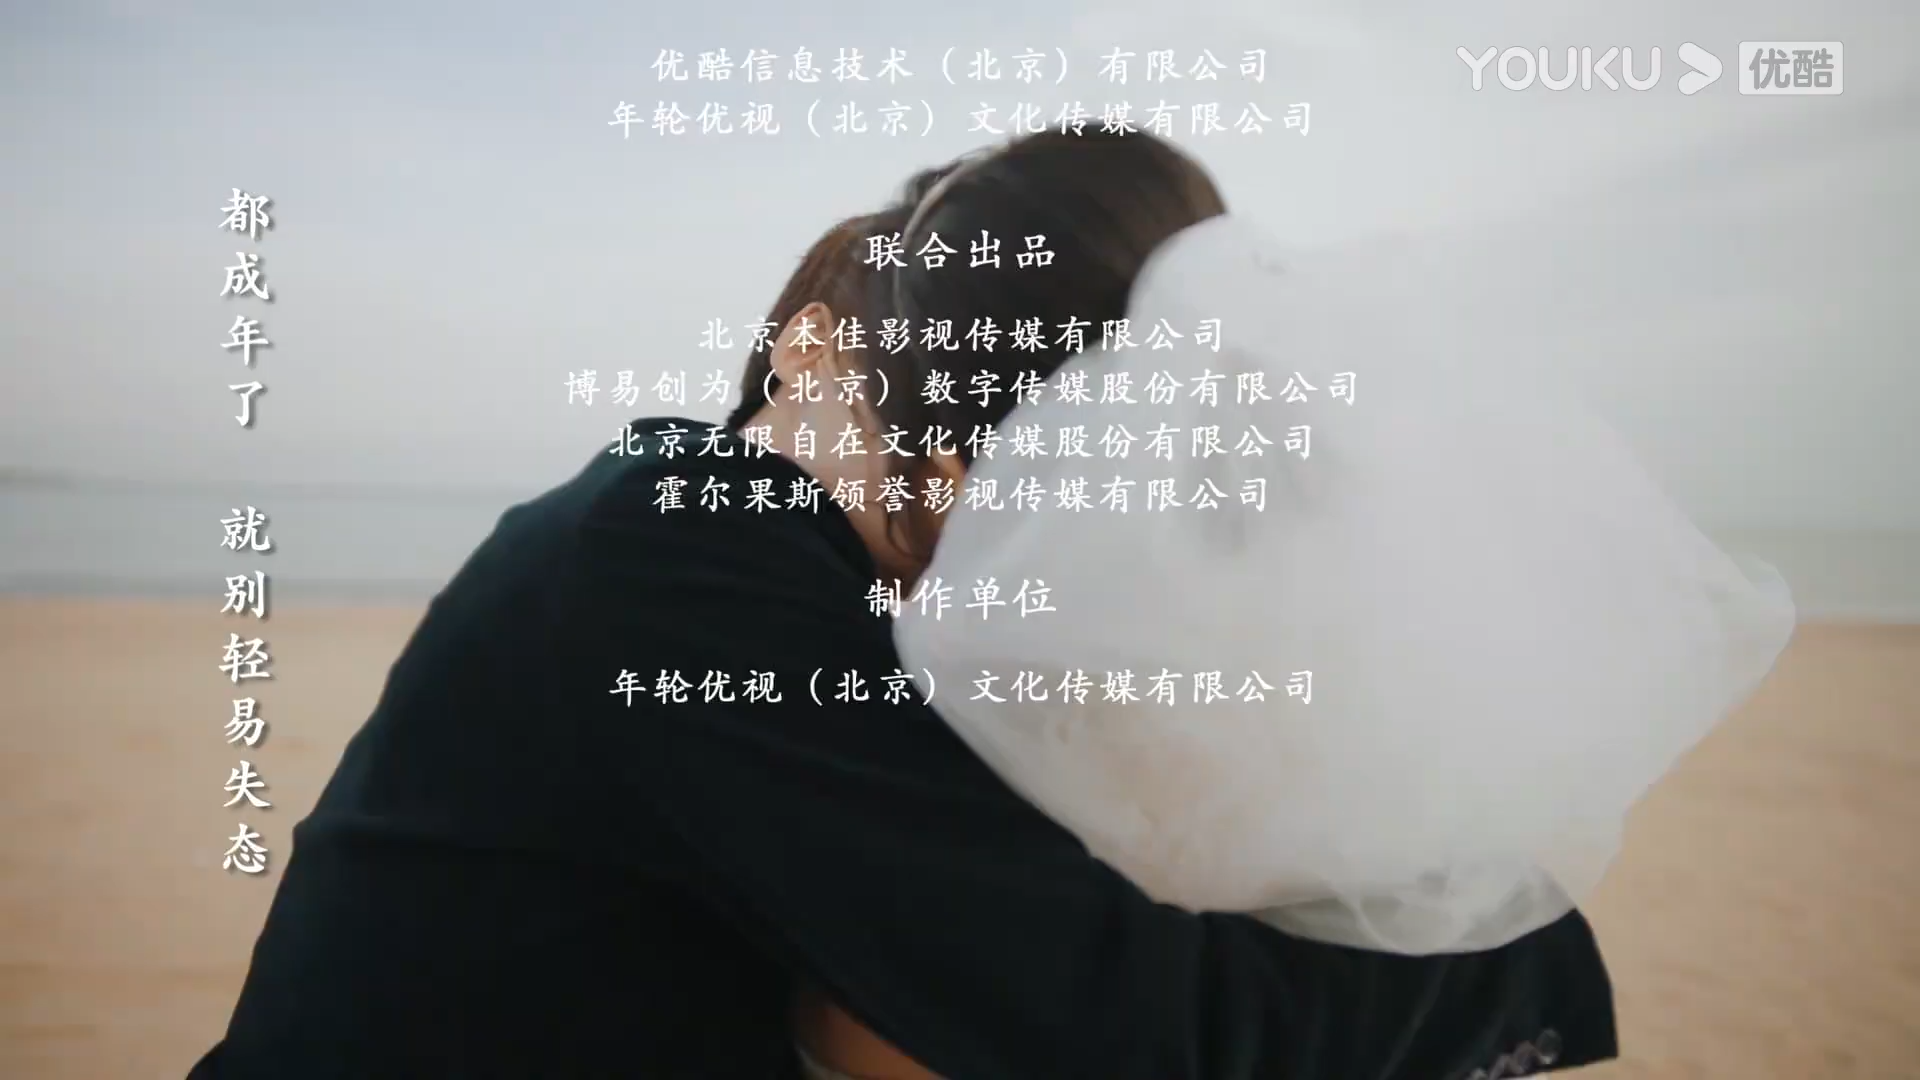 优酷信息技术（北京）有限公司
YOUKU 优酷
年轮优视（北京）文化传媒有限公司
联合出品
北京本佳影视传媒有限公司
博易创为（北京）数字传媒股份有限公司
北京无限自在文化传媒股份有限公司
霍尔果斯领誉影视传媒有限公司
制作单位
年轮优视（北京）文化传媒有限公司
都成年了 就别轻易失态